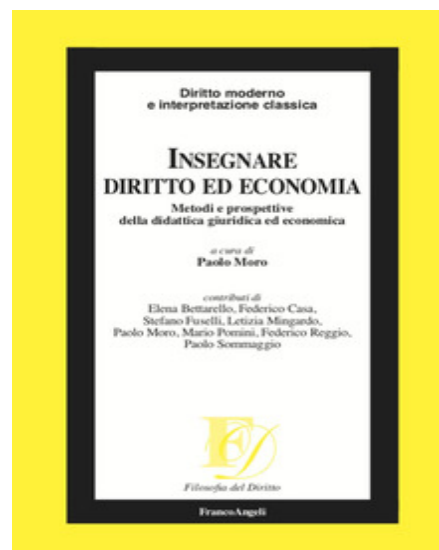 Diritto moderno
e interpretazione classica
INSEGNARE
DIRITTO ED ECONOMIA
Metodi e prospettive
della didattica giuridica ed economica
a cura di
Paolo Moro
contributi di
Elena Bettarello, Federico Casa,
Stefano Fuselli, Letizia Mingardo,
Paolo Moro, Mario Pomini, Federico Reggio,
Paolo Sommaggio
FD
Filosofia del Diritto
FrancoAngeli